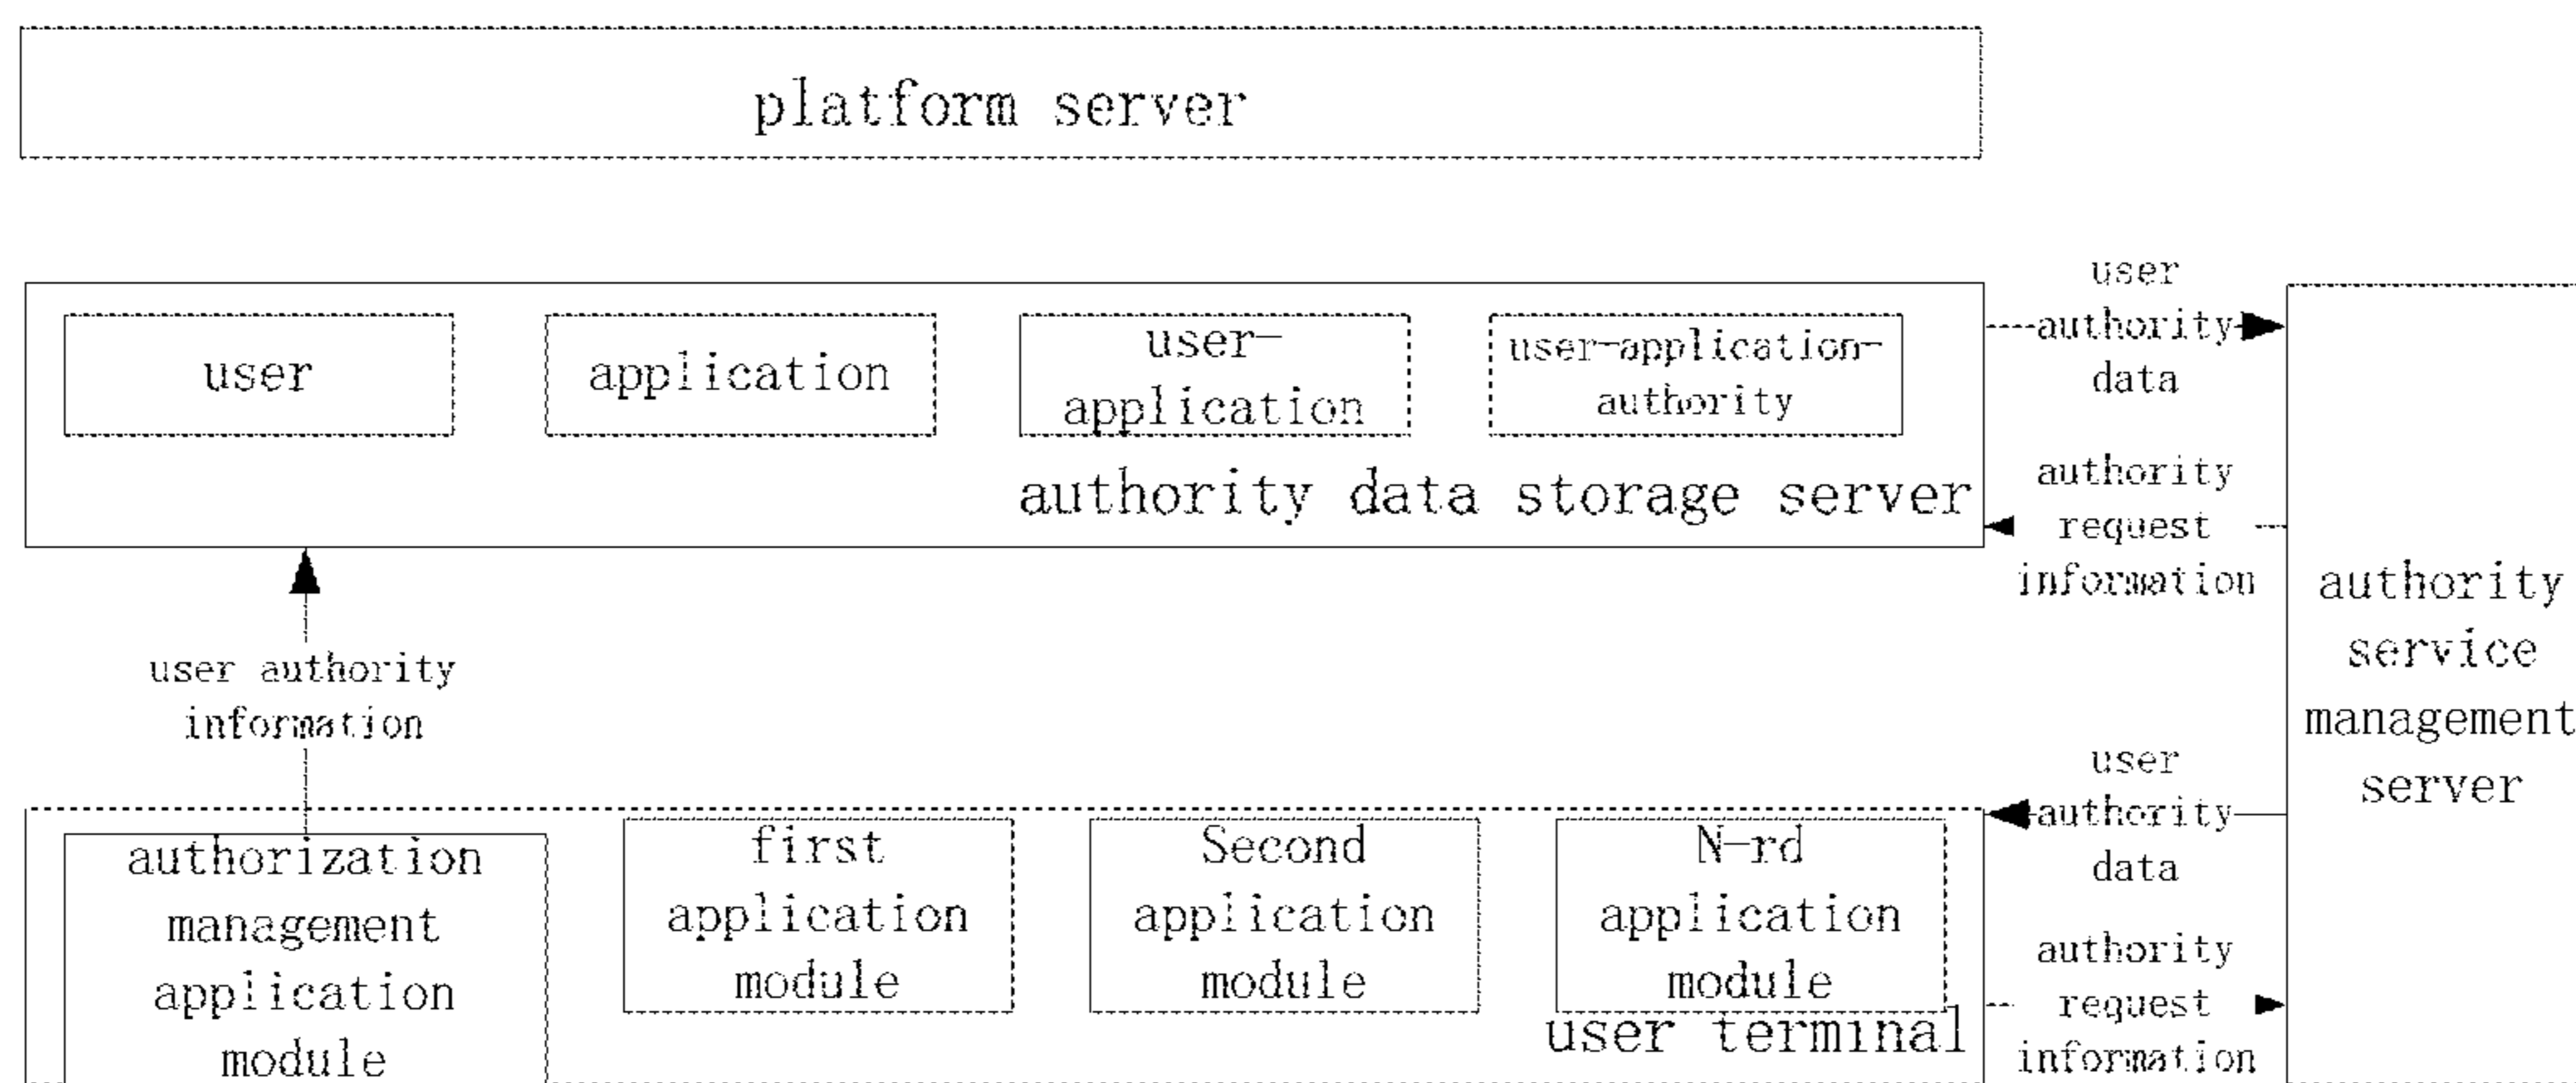 platform server
user
application
user-
application
user-application-
authority
authority data storage server
user
authority
data
authority
request
information
user authority
information
authority
service
management
server
authorization
management
application
module
first
application
module
Second
application
module
N-rd
application
module
user terminal
user
authority
data
authority
request
information